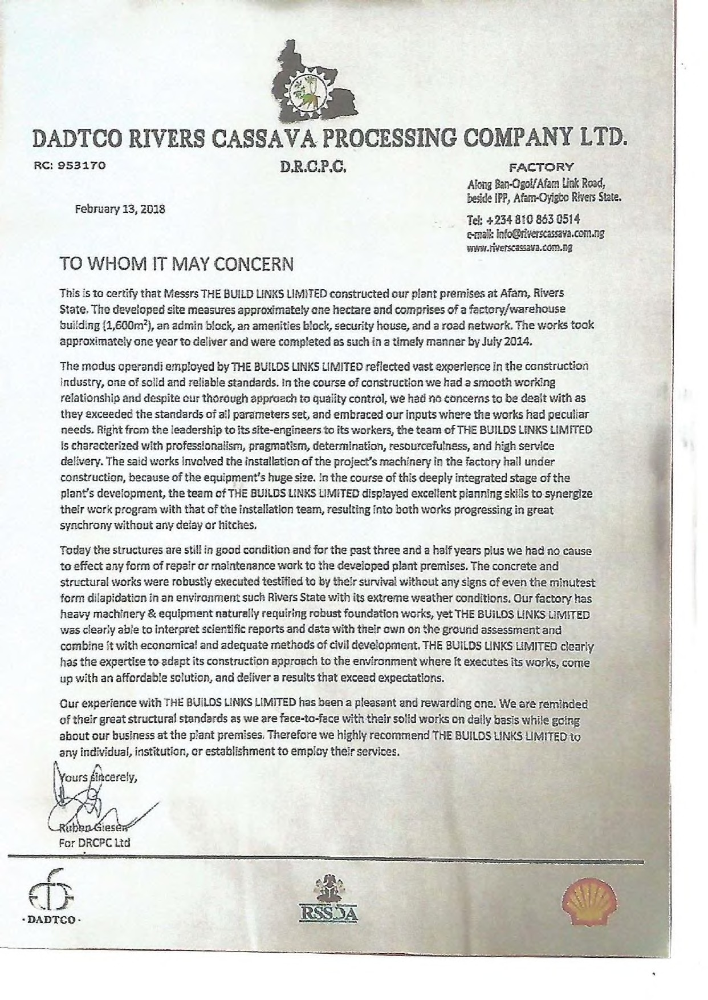 DADTCO RIVERS CASSAVA PROCESSING COMPANY LTD.
RC: 953170
D.R.C.P.C.
FACTORY
Along Ban-Ogoi/Afam Link Road,
beside IPP, Afam-Oyigbo Rivers State.
February 13, 2018
Tel: +234 810 863 0514
e-mail: info@riverscassava.com.ng
www.riverscassava.com.ng
TO WHOM IT MAY CONCERN
This is to certify that Messrs THE BUILD LINKS LIMITED constructed our plant premises at Afam, Rivers
State. The developed site measures approximately one hectare and comprises of a factory/warehouse
building (1,600m²), an admin block, an amenities block, security house, and a road network. The works took
approximately one year to deliver and were completed as such in a timely manner by July 2014.
The modus operandi employed by THE BUILDS LINKS LIMITED reflected vast experience in the construction
industry, one of solid and reliable standards. In the course of construction we had a smooth working
relationship and despite our thorough approach to quality control, we had no concerns to be dealt with as
they exceeded the standards of all parameters set, and embraced our inputs where the works had peculiar
needs. Right from the leadership to its site-engineers to its workers, the team of THE BUILDS LINKS LIMITED
is characterized with professionalism, pragmatism, determination, resourcefulness, and high service
delivery. The said works involved the installation of the project's machinery in the factory hall under
construction, because of the equipment's huge size. In the course of this deeply integrated stage of the
plant's development, the team of THE BUILDS LINKS LIMITED displayed excellent planning skills to synergize
their work program with that of the installation team, resulting into both works progressing in great
synchrony without any delay or hitches.
Today the structures are still in good condition and for the past three and a half years plus we had no cause
to effect any form of repair or maintenance work to the developed plant premises. The concrete and
structural works were robustly executed testified to by their survival without any signs of even the minutest
form dilapidation in an environment such Rivers State with its extreme weather conditions. Our factory has
heavy machinery & equipment naturally requiring robust foundation works, yet THE BUILDS LINKS LIMITED
was clearly able to interpret scientific reports and data with their own on the ground assessment and
combine it with economical and adequate methods of civil development. THE BUILDS LINKS LIMITED clearly
has the expertise to adapt its construction approach to the environment where it executes its works, come
up with an affordable solution, and deliver a results that exceed expectations.
Our experience with THE BUILDS LINKS LIMITED has been a pleasant and rewarding one. We are reminded
of their great structural standards as we are face-to-face with their solid works on daily basis while going
about our business at the plant premises. Therefore we highly recommend THE BUILDS LINKS LIMITED to
any individual, institution, or establishment to employ their services.
Yours sincerely,
Ruben Giesen
For DRCPC Ltd
· DADTCO ·
RSSDA